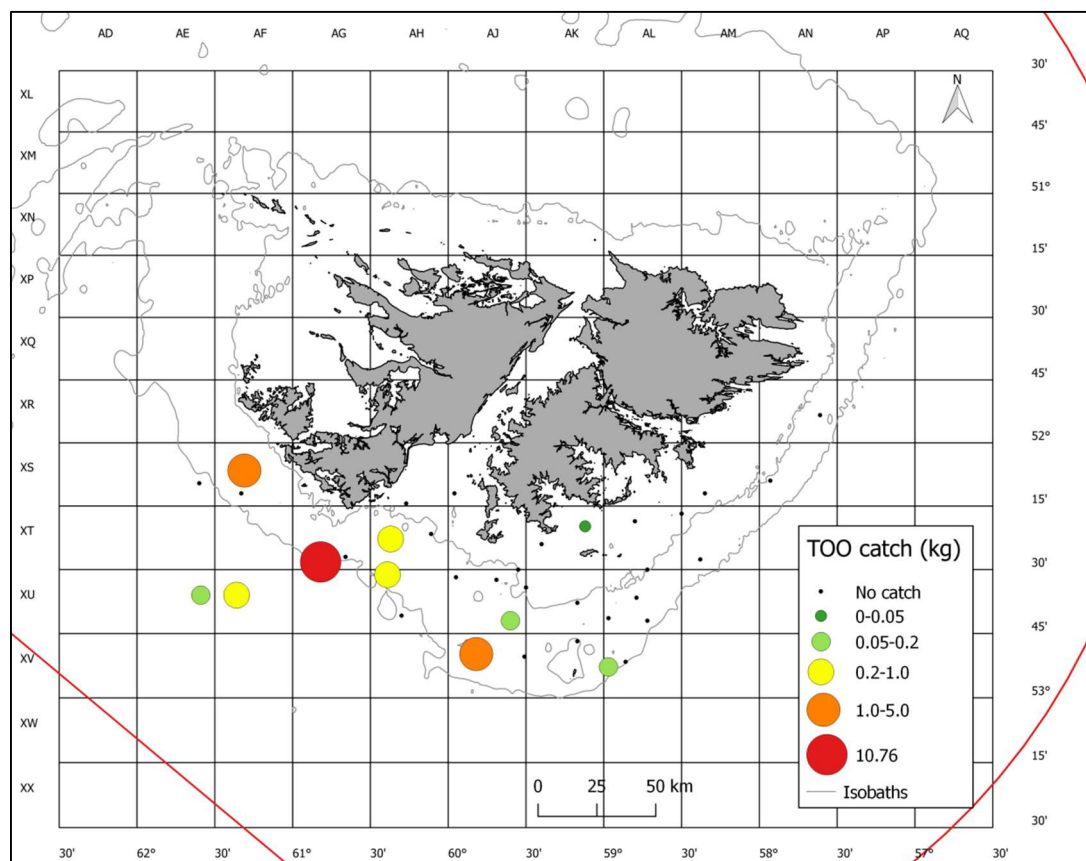 AD AE AF AG AH AJ AK AL AM AN AP AQ
30'
N
XL
45'
XM
51°
XN
15'
XP
30'
XQ
45'
XR
52°
XS
15'
XT
TOO catch (kg)
30'
No catch
XU
0-0.05
45'
0.05-0.2
XV
0.2-1.0
53°
1.0-5.0
XW
15'
10.76
XX
0 25 50 km
Isobaths
30'
30' 62° 30' 61° 30' 60° 30' 59° 30' 58° 30' 57° 30'